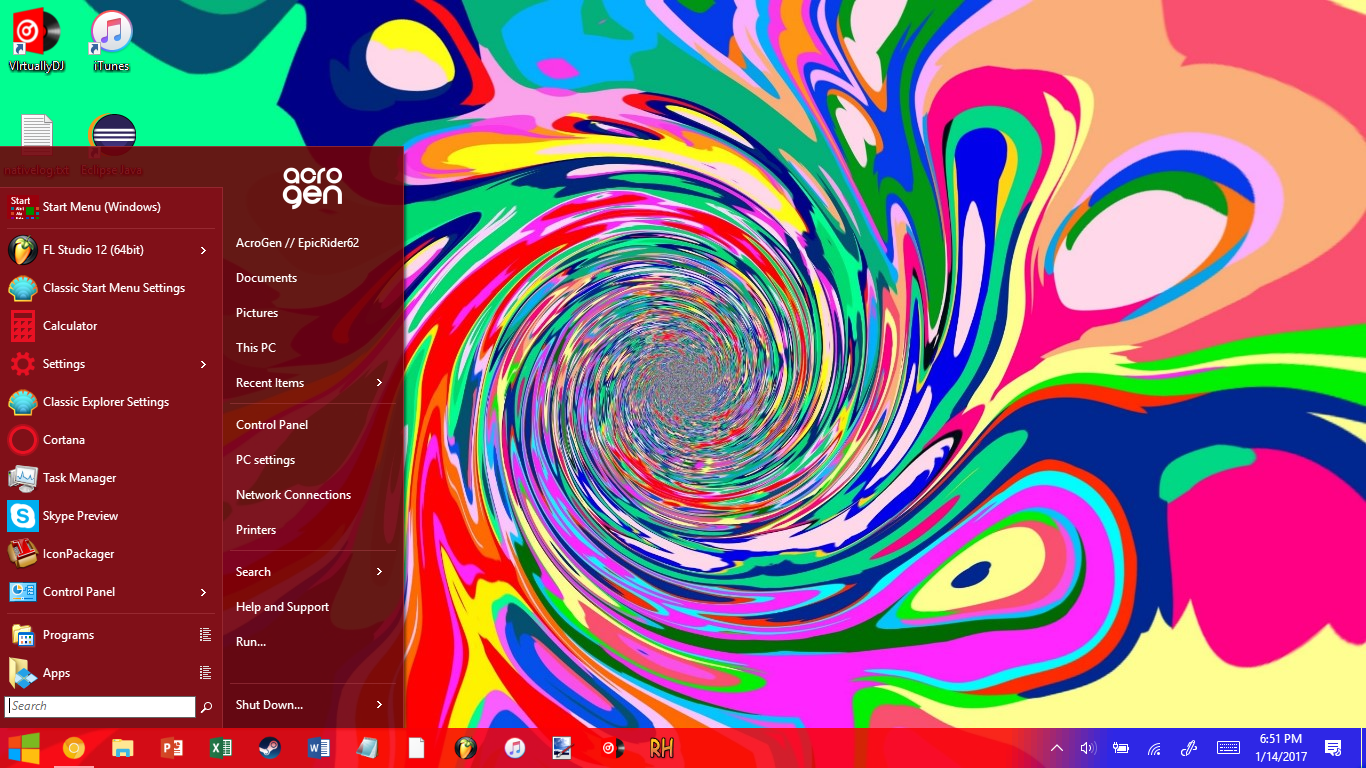 VirtuallyDJ
iTunes
nativelog.txt
Eclipse Java
acro
gen
Start
Start Menu (Windows)
FL Studio 12 (64bit)
Classic Start Menu Settings
Calculator
Settings
Classic Explorer Settings
Cortana
Task Manager
Skype Preview
IconPackager
Control Panel
Programs
Apps
Search
AcroGen // EpicRider62
Documents
Pictures
This PC
Recent Items
Control Panel
PC settings
Network Connections
Printers
Search
Help and Support
Run...
Shut Down...
RH
6:51 PM
1/14/2017